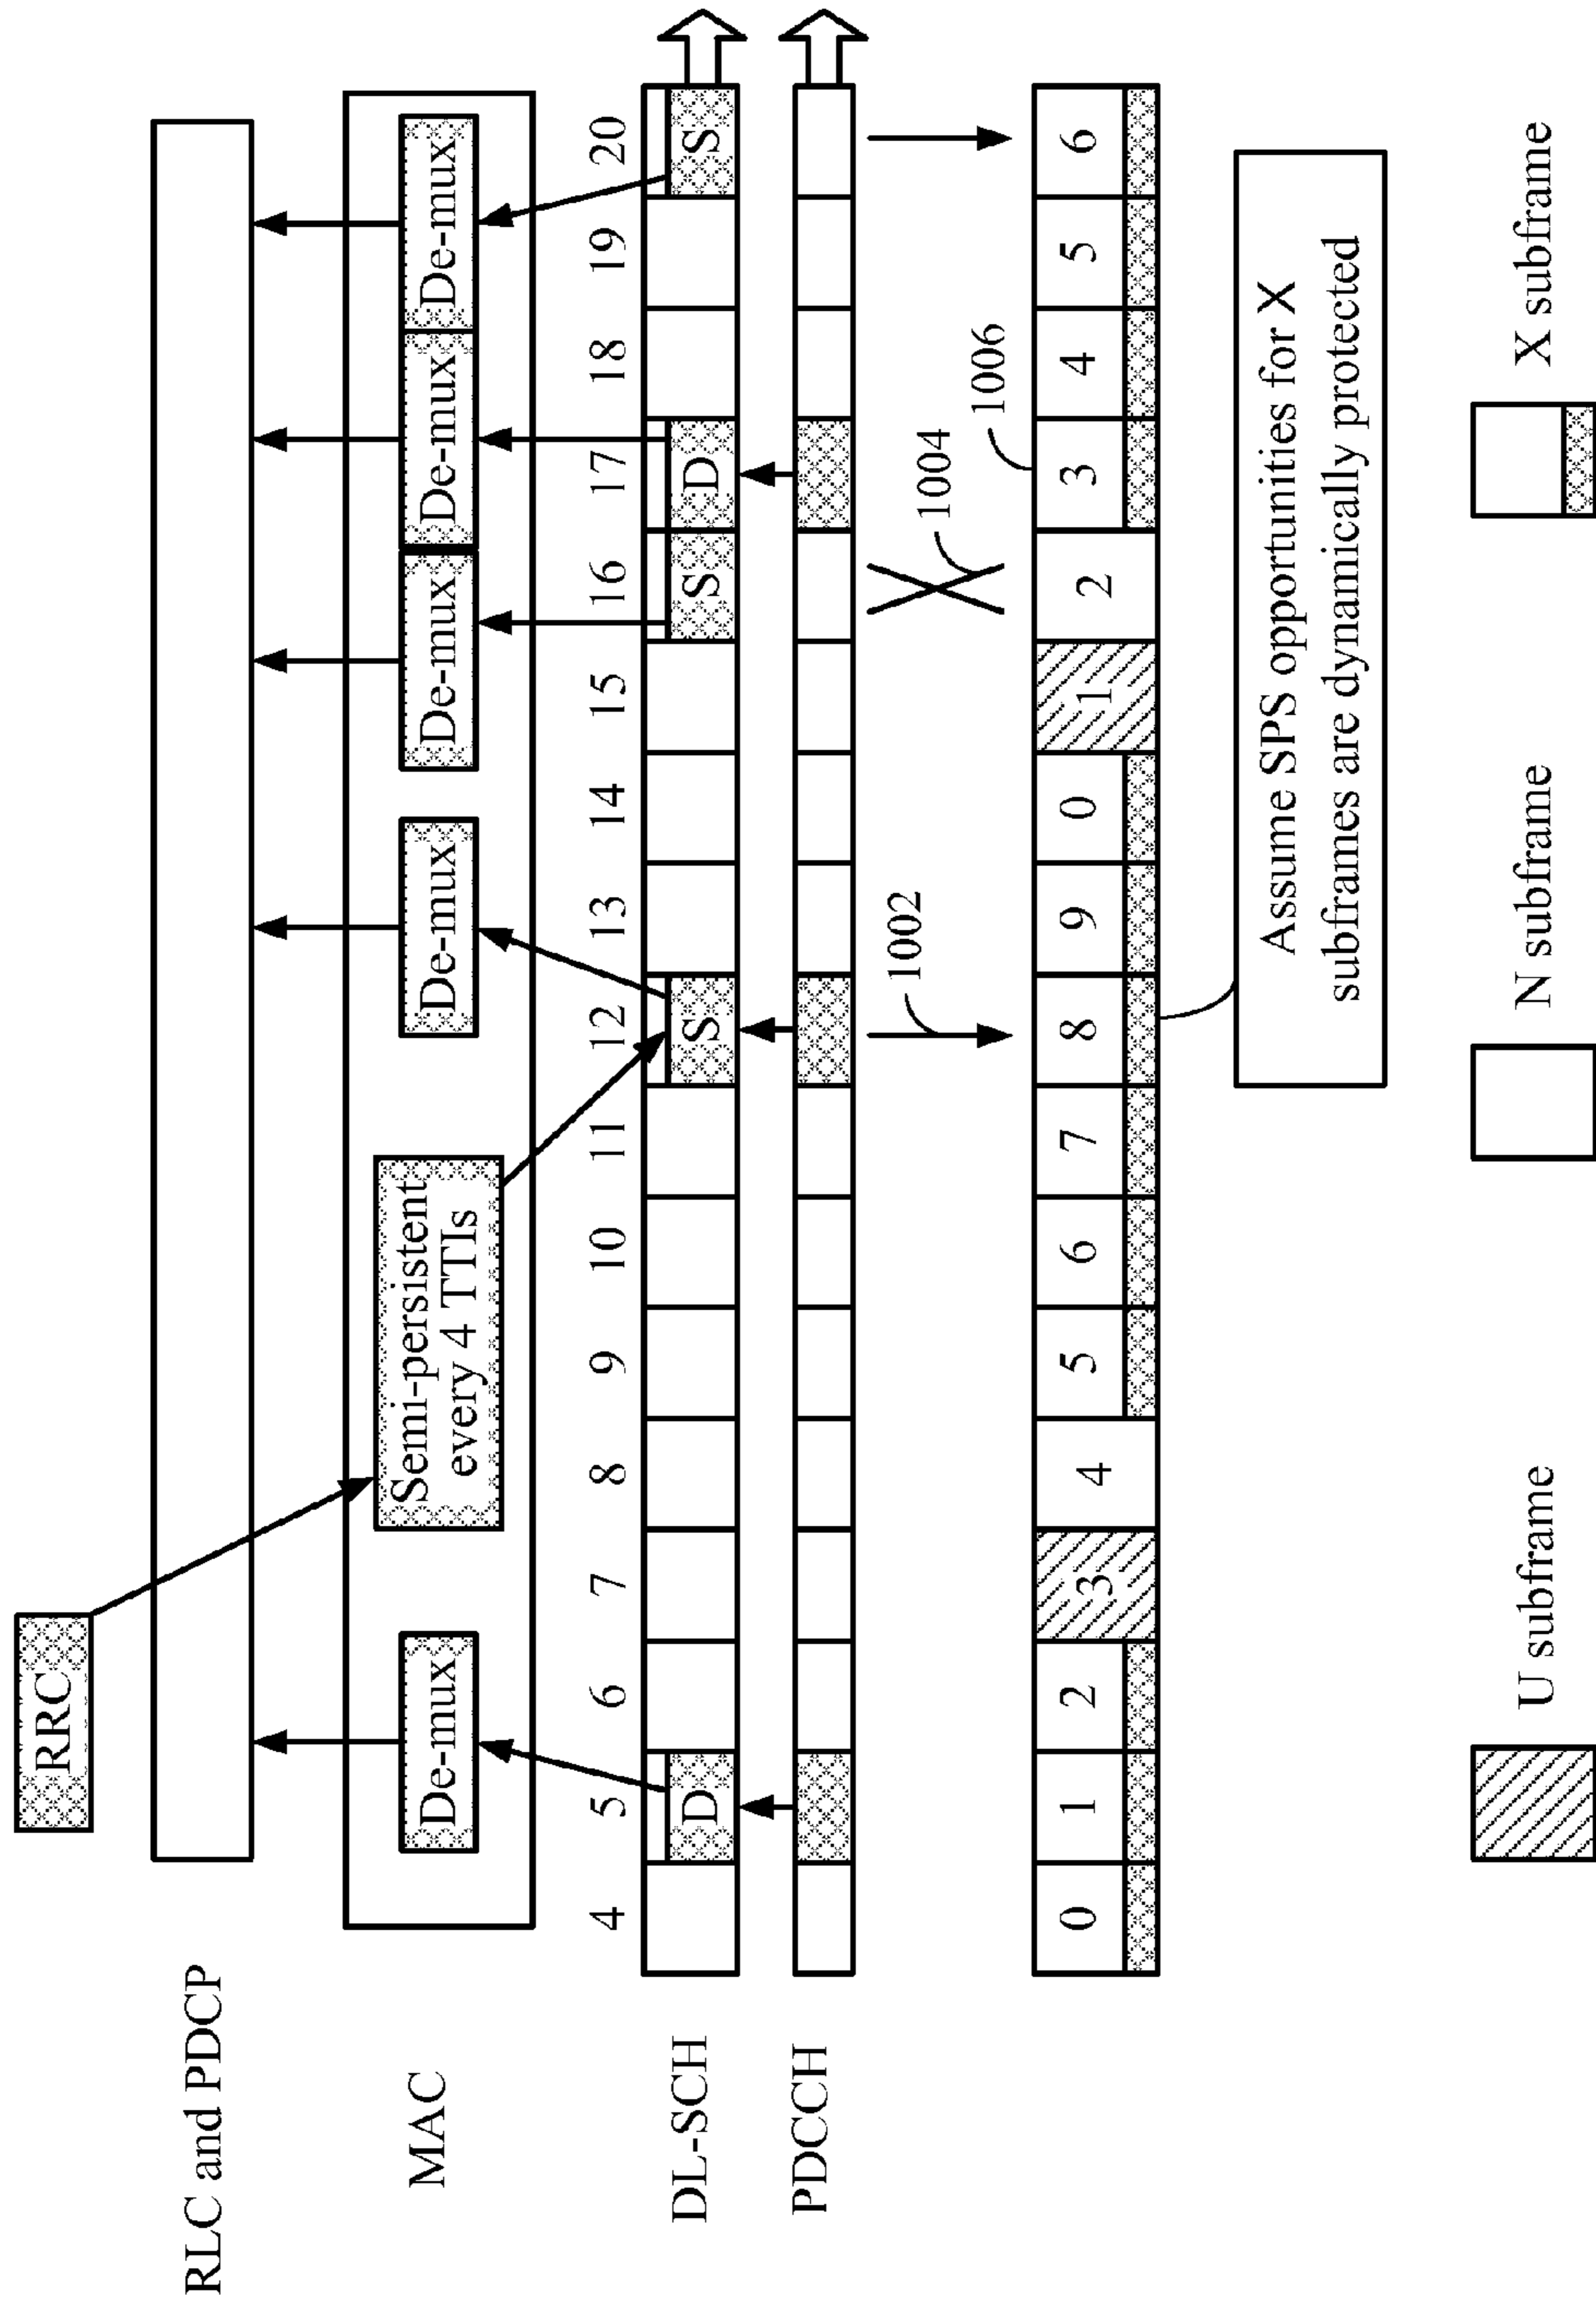 RRC
RLC and PDCP
MAC
De-mux
Semi-persistent
every 4 TTIs
De-mux
De-mux
De-mux
De-mux
4 5 6 7 8 9 10 11 12 13 14 15 16 17 18 19 20
DL-SCH
D S S D S
PDCCH
1002
1004
1006
0 1 2 3 4 5 6 7 8 9 0 1 2 3 4 5 6
Assume SPS opportunities for X
subframes are dynamically protected
U subframe
N subframe
X subframe